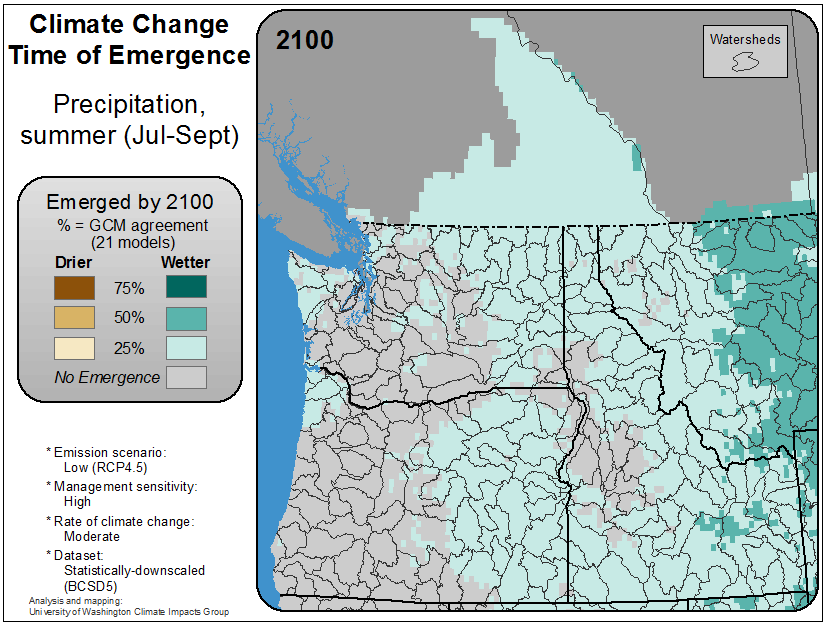 Climate Change
Time of Emergence
Precipitation,
summer (Jul-Sept)
Emerged by 2100
% = GCM agreement
(21 models)
Drier Wetter
75%
50%
25%
No Emergence
* Emission scenario:
Low (RCP4.5)
* Management sensitivity:
High
* Rate of climate change:
Moderate
* Dataset:
Statistically-downscaled
(BCSD5)
Analysis and mapping:
University of Washington Climate Impacts Group
2100
Watersheds